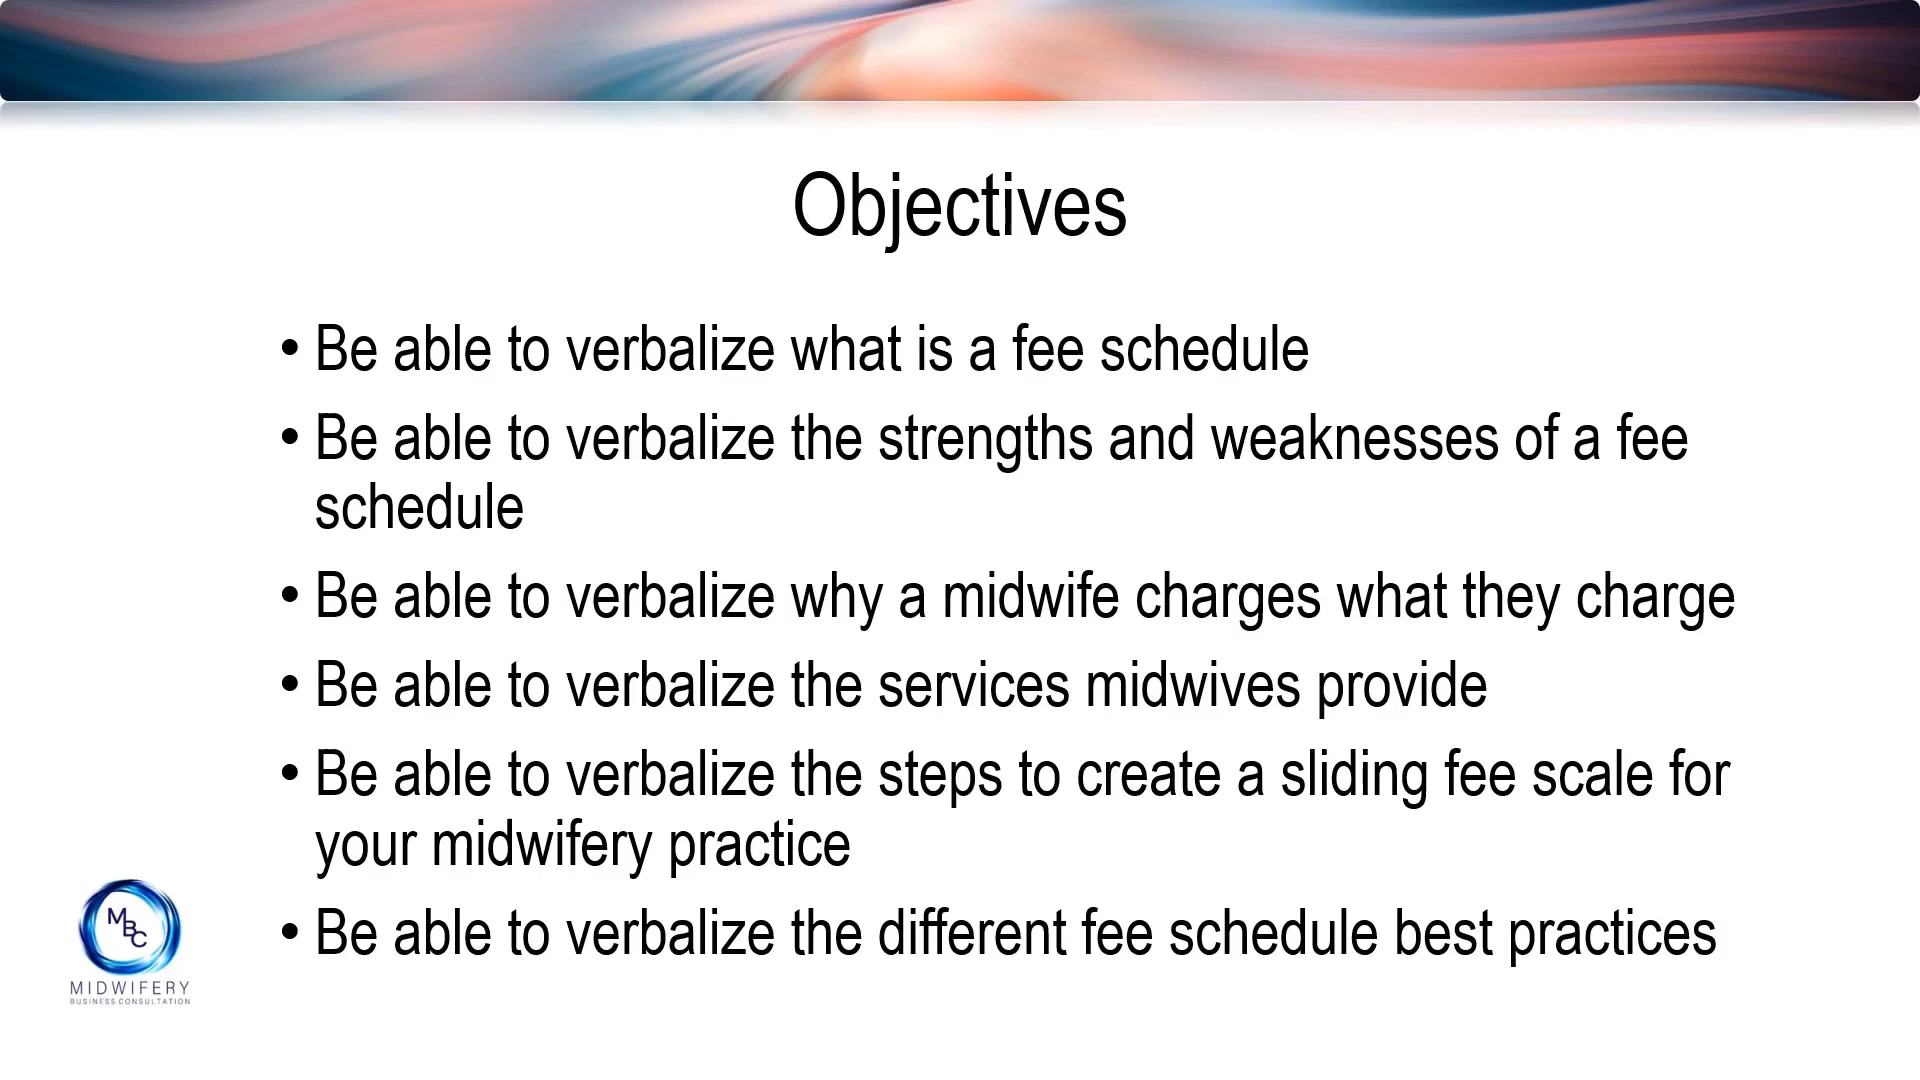 Objectives
• Be able to verbalize what is a fee schedule
• Be able to verbalize the strengths and weaknesses of a fee
schedule
• Be able to verbalize why a midwife charges what they charge
• Be able to verbalize the services midwives provide
• Be able to verbalize the steps to create a sliding fee scale for
your midwifery practice
• Be able to verbalize the different fee schedule best practices
MBC
MIDWIFERY
BUSINESS CONSULTATION